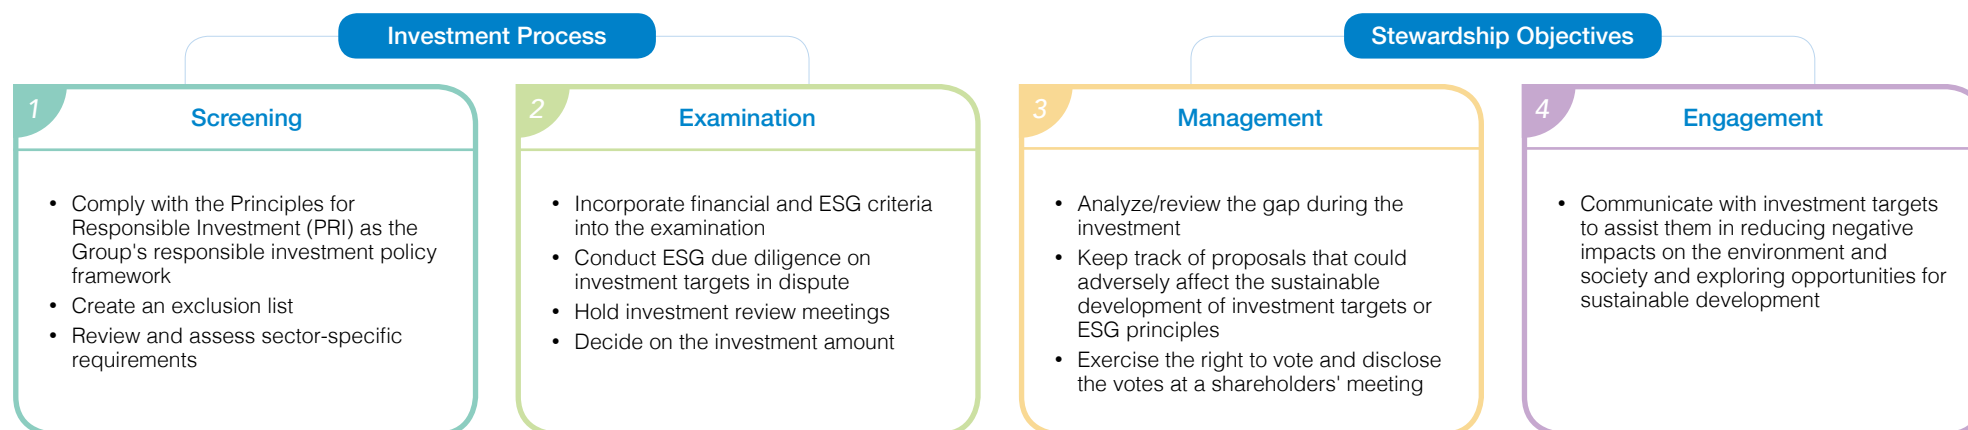 Investment Process
Stewardship Objectives
1
Screening
• Comply with the Principles for
Responsible Investment (PRI) as the
Group's responsible investment policy
framework
• Create an exclusion list
• Review and assess sector-specific
requirements
2
Examination
• Incorporate financial and ESG criteria
into the examination
• Conduct ESG due diligence on
investment targets in dispute
• Hold investment review meetings
• Decide on the investment amount
3
Management
• Analyze/review the gap during the
investment
• Keep track of proposals that could
adversely affect the sustainable
development of investment targets or
ESG principles
• Exercise the right to vote and disclose
the votes at a shareholders' meeting
4
Engagement
• Communicate with investment targets
to assist them in reducing negative
impacts on the environment and
society and exploring opportunities for
sustainable development